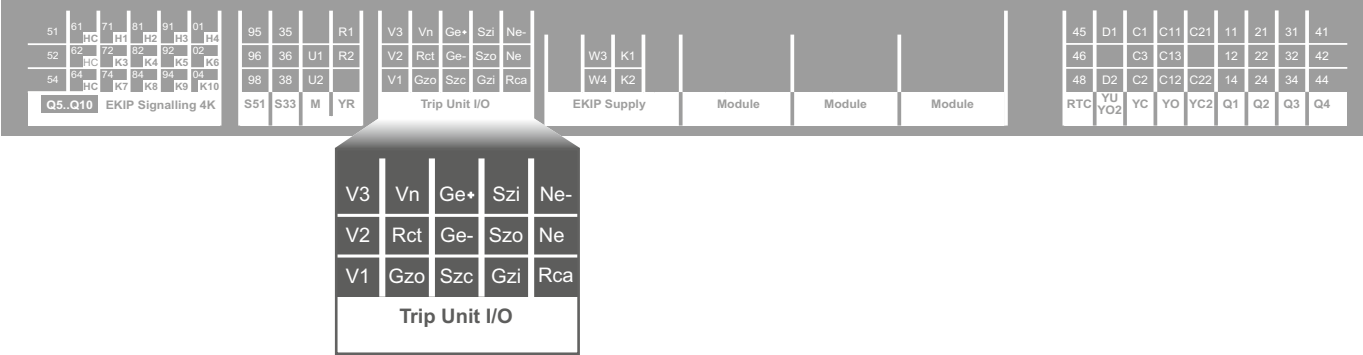 51 61 HC 71 H1 81 H2 91 H3 01 H4 95 35 R1 V3 Vn Ge+ Szi Ne- 45 D1 C1 C11 C21 11 21 31 41
52 62 HC 72 K3 82 K4 92 K5 02 K6 96 36 U1 R2 V2 Rct Ge- Szo Ne W3 K1 46 C3 C13 12 22 32 42
54 64 HC 74 K7 84 K8 94 K9 04 K10 98 38 U2 V1 Gzo Szc Gzi Rca W4 K2 48 D2 C2 C12 C22 14 24 34 44
Q5..Q10 EKIP Signalling 4K S51 S33 M YR Trip Unit I/O EKIP Supply Module Module Module RTC YU YO2 YC YO YC2 Q1 Q2 Q3 Q4
V3 Vn Ge+ Szi Ne-
V2 Rct Ge- Szo Ne
V1 Gzo Szc Gzi Rca
Trip Unit I/O